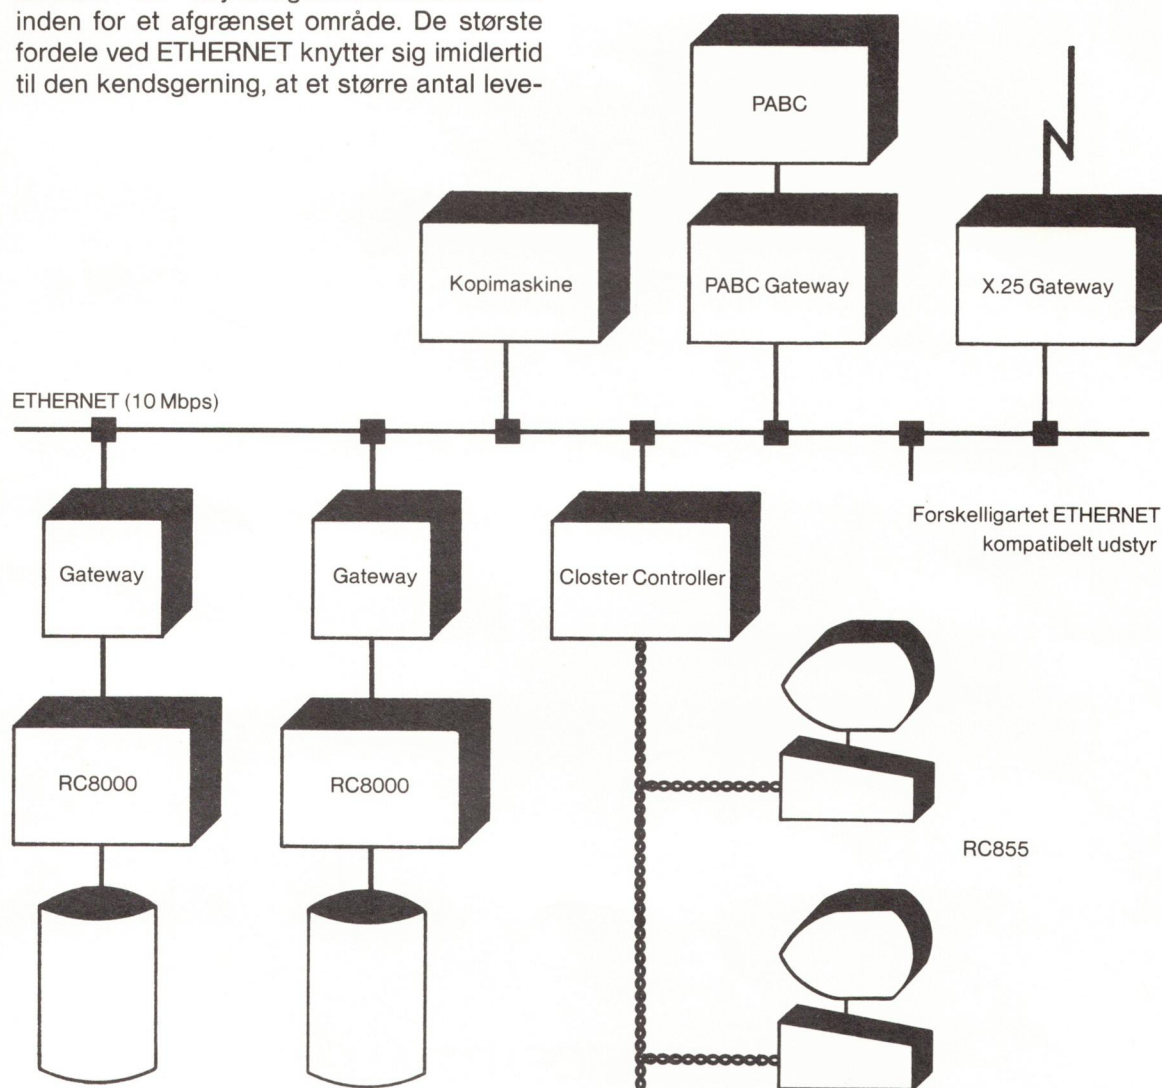 inden for et afgrænset område. De største
fordele ved ETHERNET knytter sig imidlertid
til den kendsgerning, at et større antal leve-
PABC
Kopimaskine
PABC Gateway
X.25 Gateway
ETHERNET (10 Mbps)
Forskelligartet ETHERNET
kompatibelt udstyr
Gateway
Gateway
Closter Controller
RC8000
RC8000
RC855